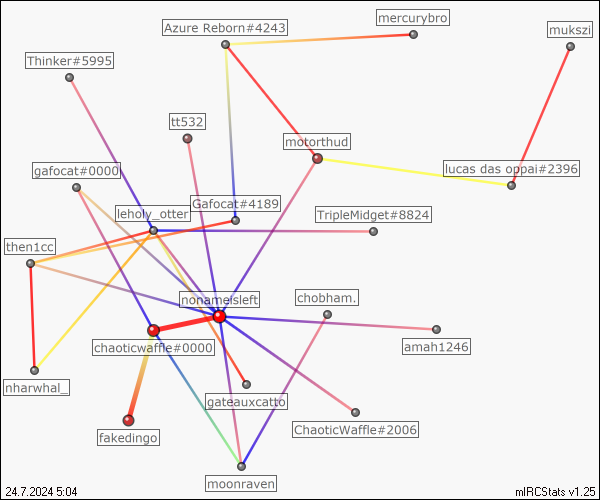 mercurybro
Azure Reborn#4243
mukszi
Thinker#5995
tt532
motorthud
gafocat#0000
lucas das oppai#2396
Gafocat#4189
leholy_otter
TripleMidget#8824
then1cc
nonameisleft
chobham.
chaoticwaffle#0000
amah1246
nharwhal_
gateauxcatto
ChaoticWaffle#2006
fakedingo
moonraven
24.7.2024 5:04
mIRCStats v1.25